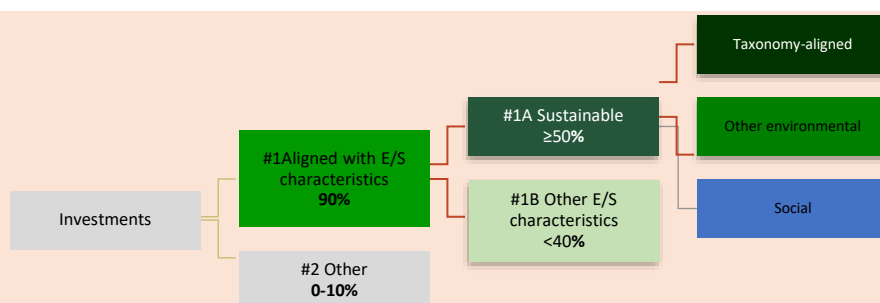 Taxonomy-aligned
#1A Sustainable
≥50%
Other environmental
#1Aligned with E/S
characteristics
90%
Investments
#1B Other E/S
characteristics
<40%
Social
#2 Other
0-10%